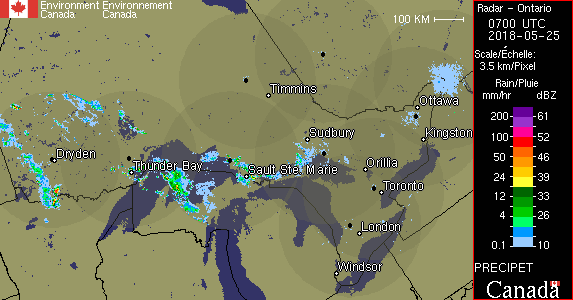 Environment Environnement
Canada Canada
100 KM
Timmins
Ottawa
Sudbury
Kingston
Dryden
Thunder Bay
Sault Ste. Marie
Orillia
Toronto
London
Windsor
Radar - Ontario
0700 UTC
2018-05-25
Scale/Échelle:
3.5 km/Pixel
Rain/Pluie
mm/hr dBZ
200 61
100 52
50 46
24 39
12 33
4 26
0.1 10
PRECIPET
Canada